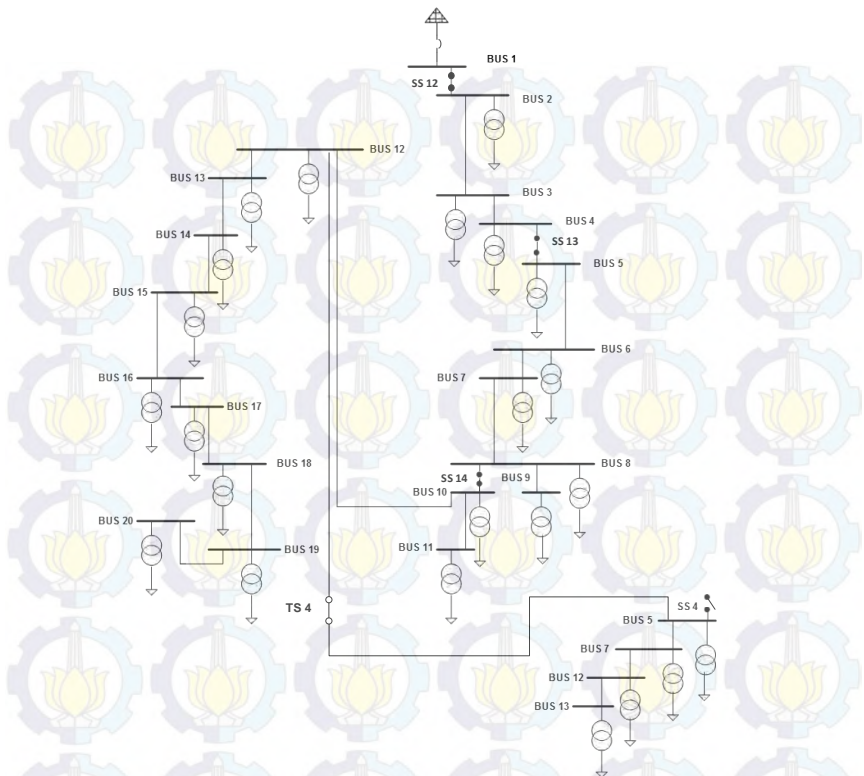 BUS 1
SS 12
BUS 2
BUS 12
BUS 13
BUS 3
BUS 14
BUS 4
SS 13
BUS 5
BUS 15
BUS 6
BUS 16
BUS 7
BUS 17
BUS 18
BUS 8
SS 14
BUS 9
BUS 10
BUS 20
BUS 19
BUS 11
TS 4
SS 4
BUS 5
BUS 7
BUS 12
BUS 13